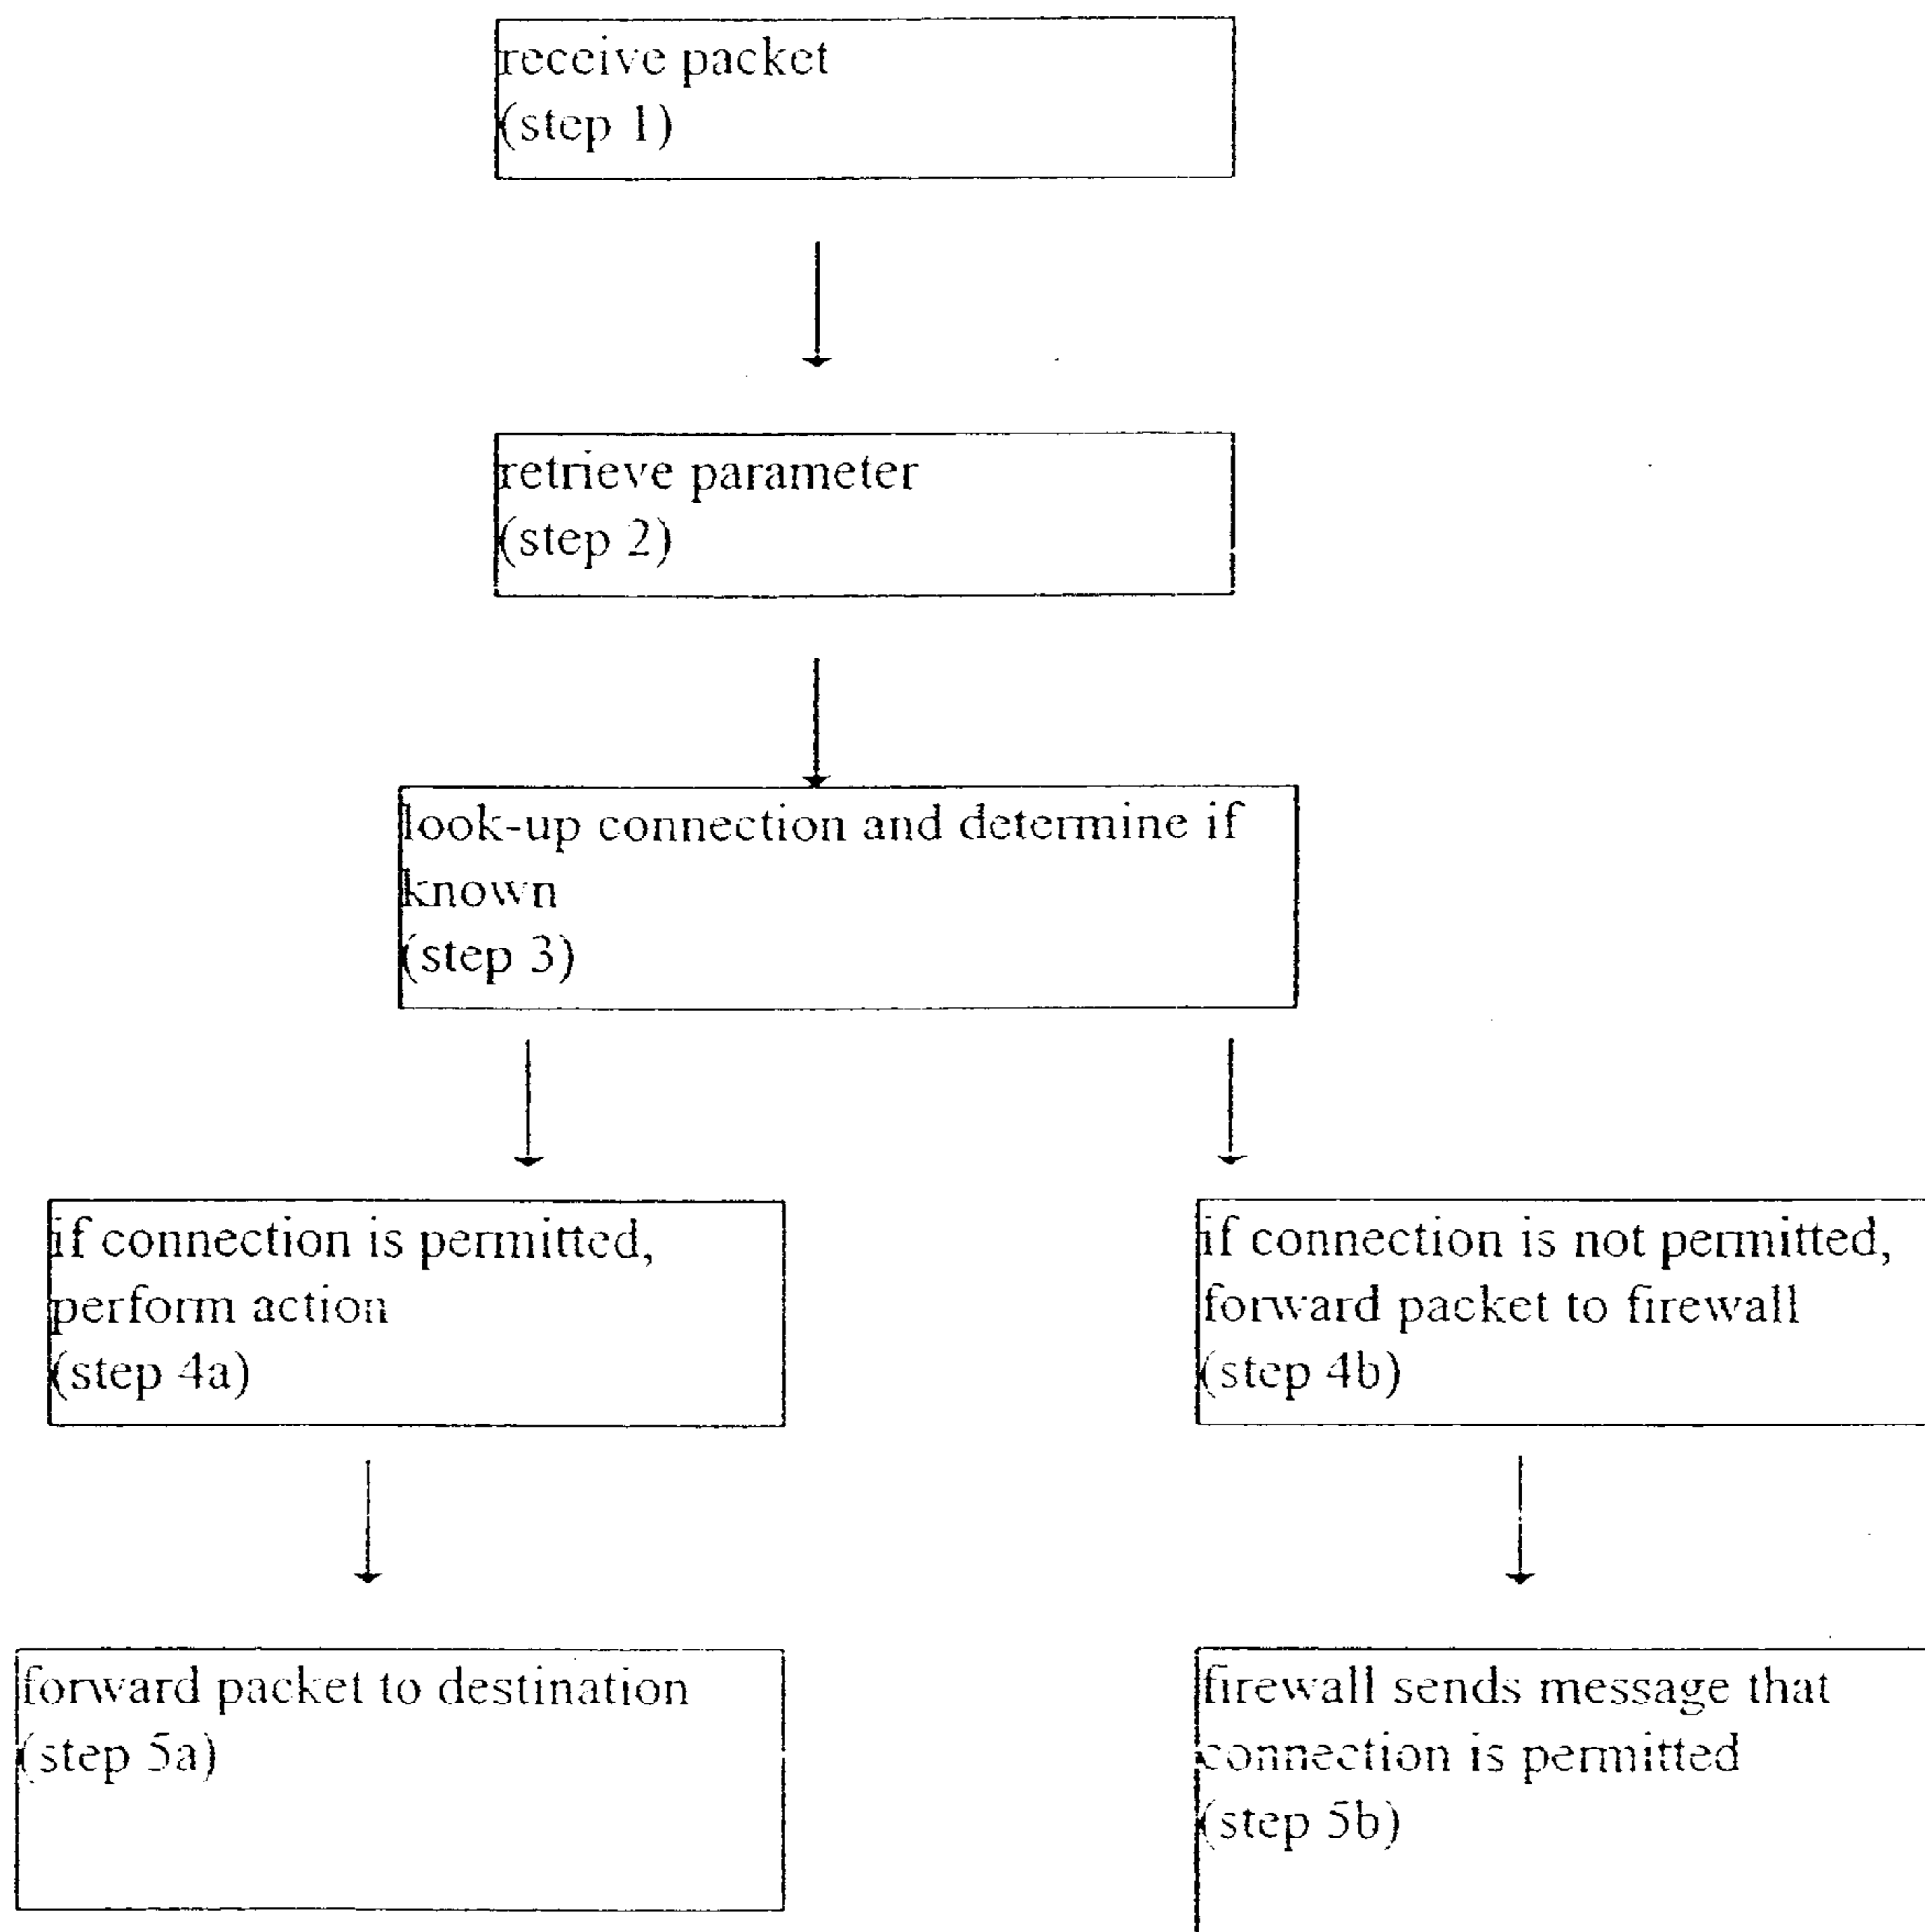 receive packet
(step 1)
retrieve parameter
(step 2)
look-up connection and determine if
known
(step 3)
if connection is permitted,
perform action
(step 4a)
if connection is not permitted,
forward packet to firewall
(step 4b)
forward packet to destination
(step 5a)
firewall sends message that
connection is permitted
(step 5b)